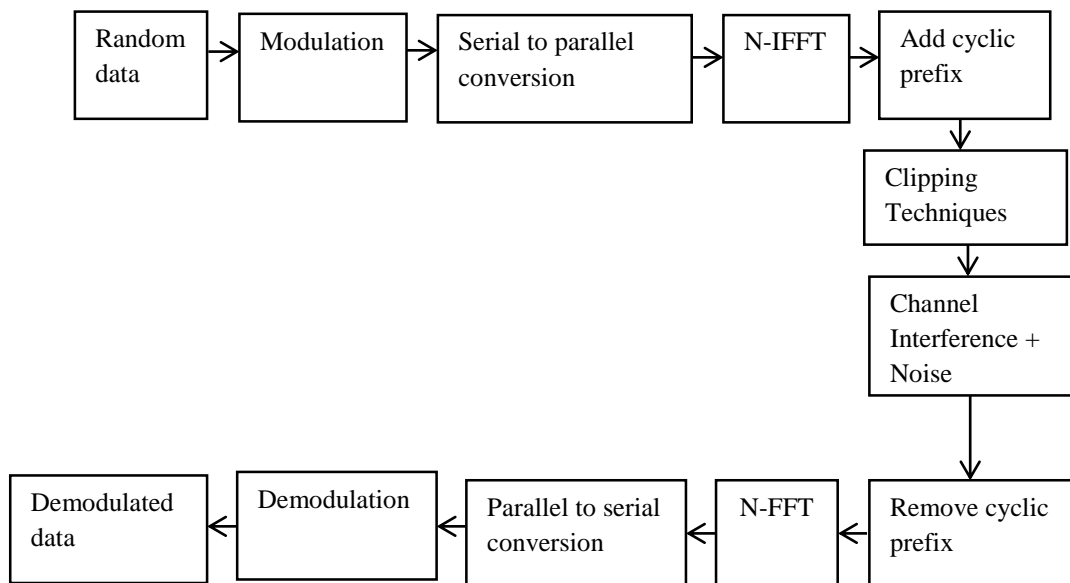 Random
data
Modulation
Serial to parallel
conversion
N-IFFT
Add cyclic
prefix
Clipping
Techniques
Channel
Interference +
Noise
Remove cyclic
prefix
N-FFT
Parallel to serial
conversion
Demodulation
Demodulated
data